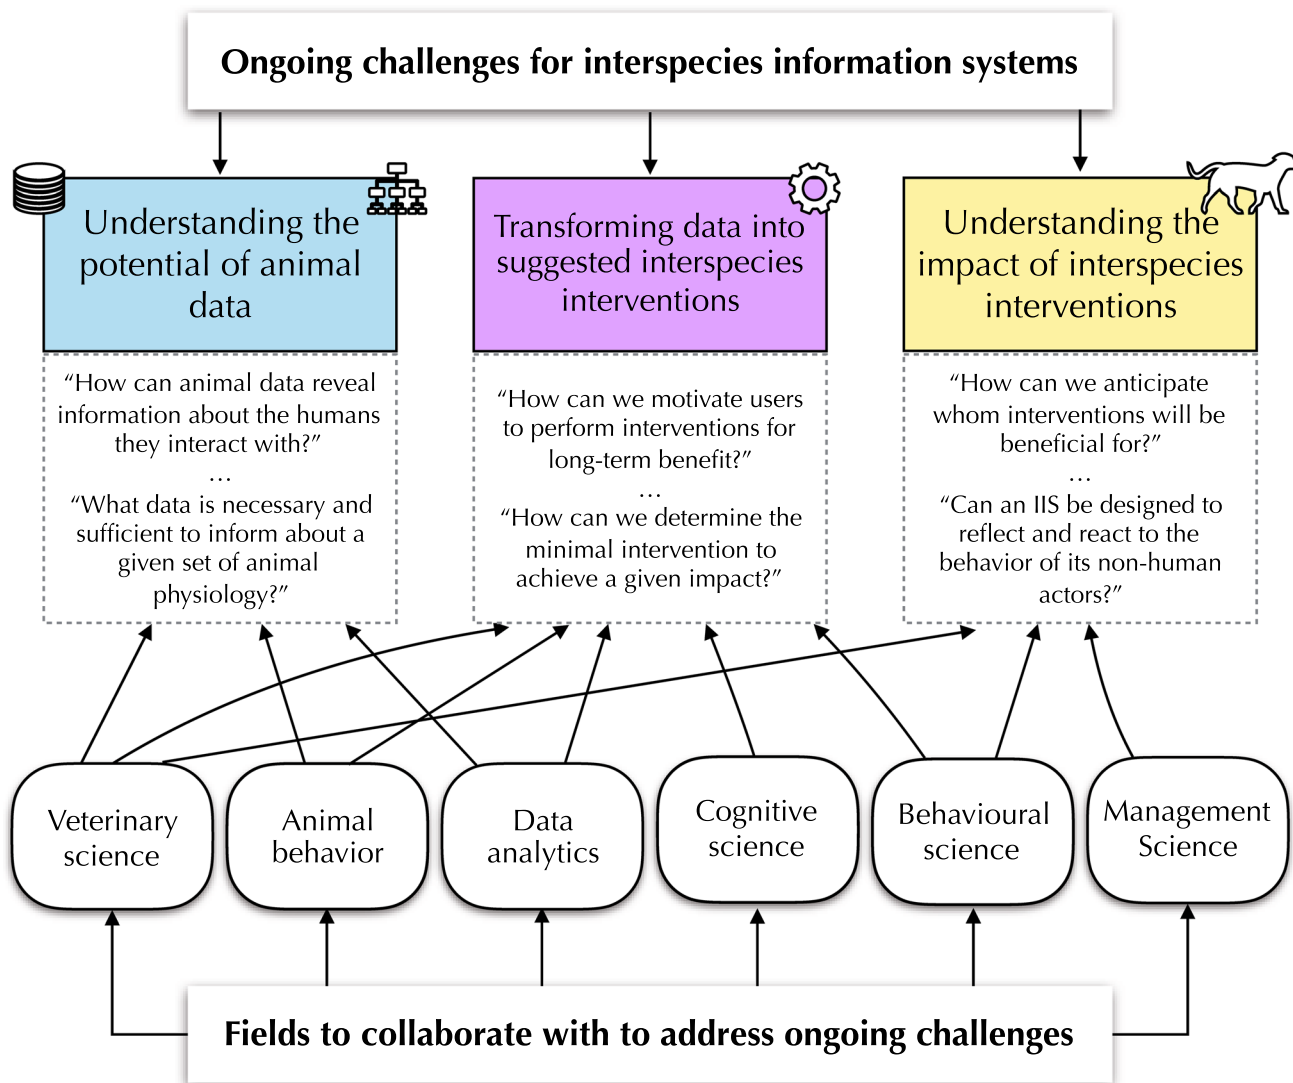 Ongoing challenges for interspecies information systems
Understanding the
potential of animal
data
Transforming data into
suggested interspecies
interventions
Understanding the
impact of interspecies
interventions
“How can animal data reveal
information about the humans
they interact with?”
...
“What data is necessary and
sufficient to inform about a
given set of animal
physiology?”
“How can we motivate users
to perform interventions for
long-term benefit?”
...
“How can we determine the
minimal intervention to
achieve a given impact?”
“How can we anticipate
whom interventions will be
beneficial for?”
...
“Can an IIS be designed to
reflect and react to the
behavior of its non-human
actors?”
Veterinary
science
Animal
behavior
Data
analytics
Cognitive
science
Behavioural
science
Management
Science
Fields to collaborate with to address ongoing challenges